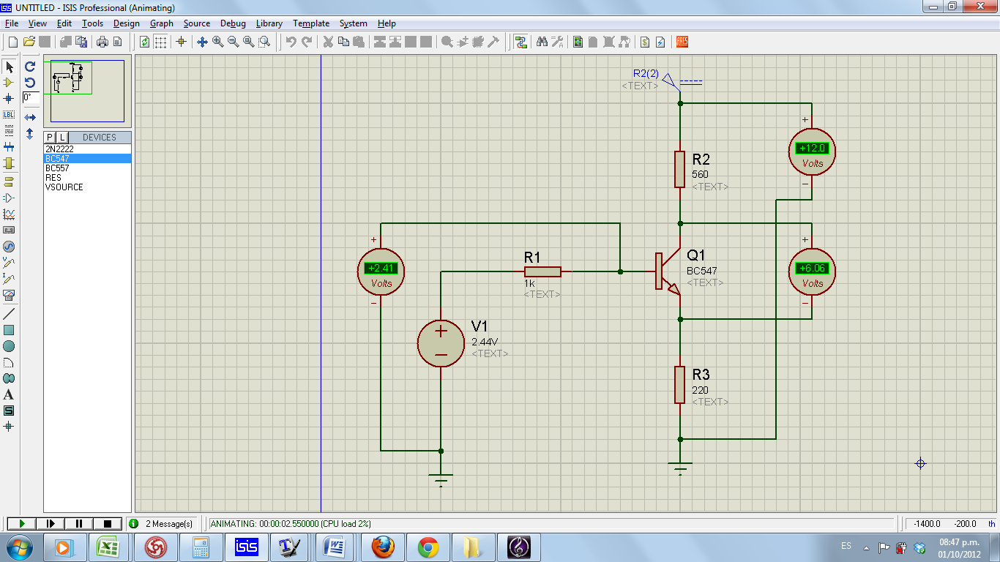 UNTITLED - ISIS Professional (Animating)
File View Edit Tools Design Graph Source Debug Library Template System Help
0°
LBL
A
S
ARES
P L DEVICES
2N2222
BC547
BC557
RES
VSOURCE
R2(2)
<TEXT>
+
+12.0
Volts
R2
560
<TEXT>
+
+2.41
Volts
R1
1k
<TEXT>
Q1
BC547
<TEXT>
+
+6.06
Volts
V1
2.44V
<TEXT>
R3
220
<TEXT>
2 Message(s)
ANIMATING: 00:00:02.550000 (CPU load 2%)
-1400.0 -200.0 th
isis
ES
08:47 p.m.
01/10/2012